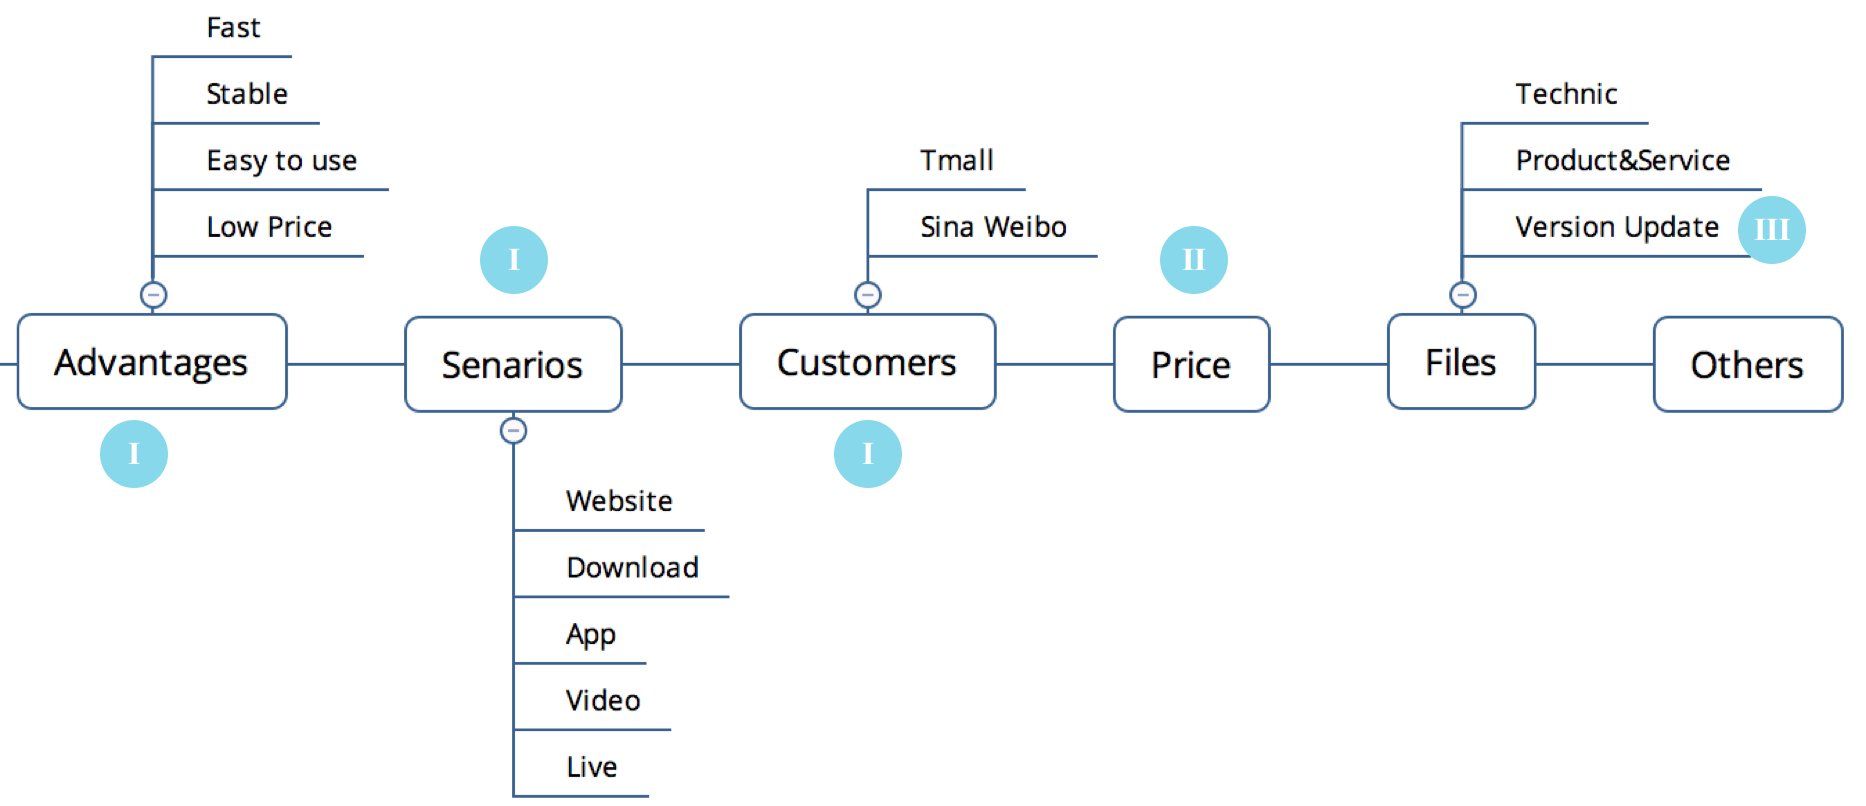 Fast
Stable
Easy to use
Low Price
Advantages
I
I
Senarios
Website
Download
App
Video
Live
Tmall
Sina Weibo
Customers
I
II
Price
Technic
Product&Service
Version Update
III
Files
Others